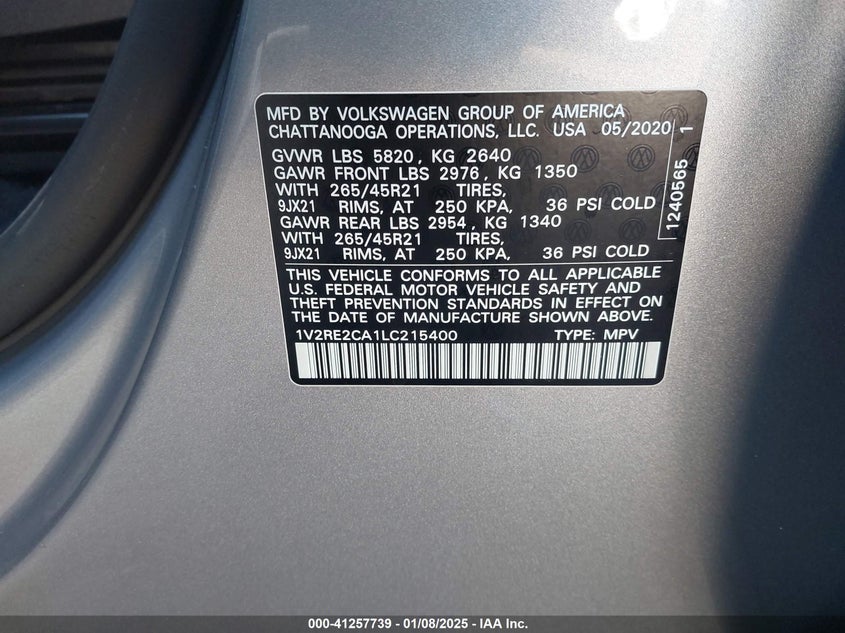 MFD BY VOLKSWAGEN GROUP OF AMERICA
CHATTANOOGA OPERATIONS, LLC. USA 05/2020
GVWR LBS 5820, KG 2640
GAWR FRONT LBS 2976, KG 1350
WITH 265/45R21 TIRES,
9JX21 RIMS, AT 250 KPA, 36 PSI COLD
GAWR REAR LBS 2954, KG 1340
WITH 265/45R21 TIRES,
9JX21 RIMS, AT 250 KPA, 36 PSI COLD
THIS VEHICLE CONFORMS TO ALL APPLICABLE
U.S. FEDERAL MOTOR VEHICLE SAFETY AND
THEFT PREVENTION STANDARDS IN EFFECT ON
THE DATE OF MANUFACTURE SHOWN ABOVE.
1V2RE2CA1LC215400 TYPE: MPV
1240565 1
000-41257739 - 01/08/2025 - IAA Inc.